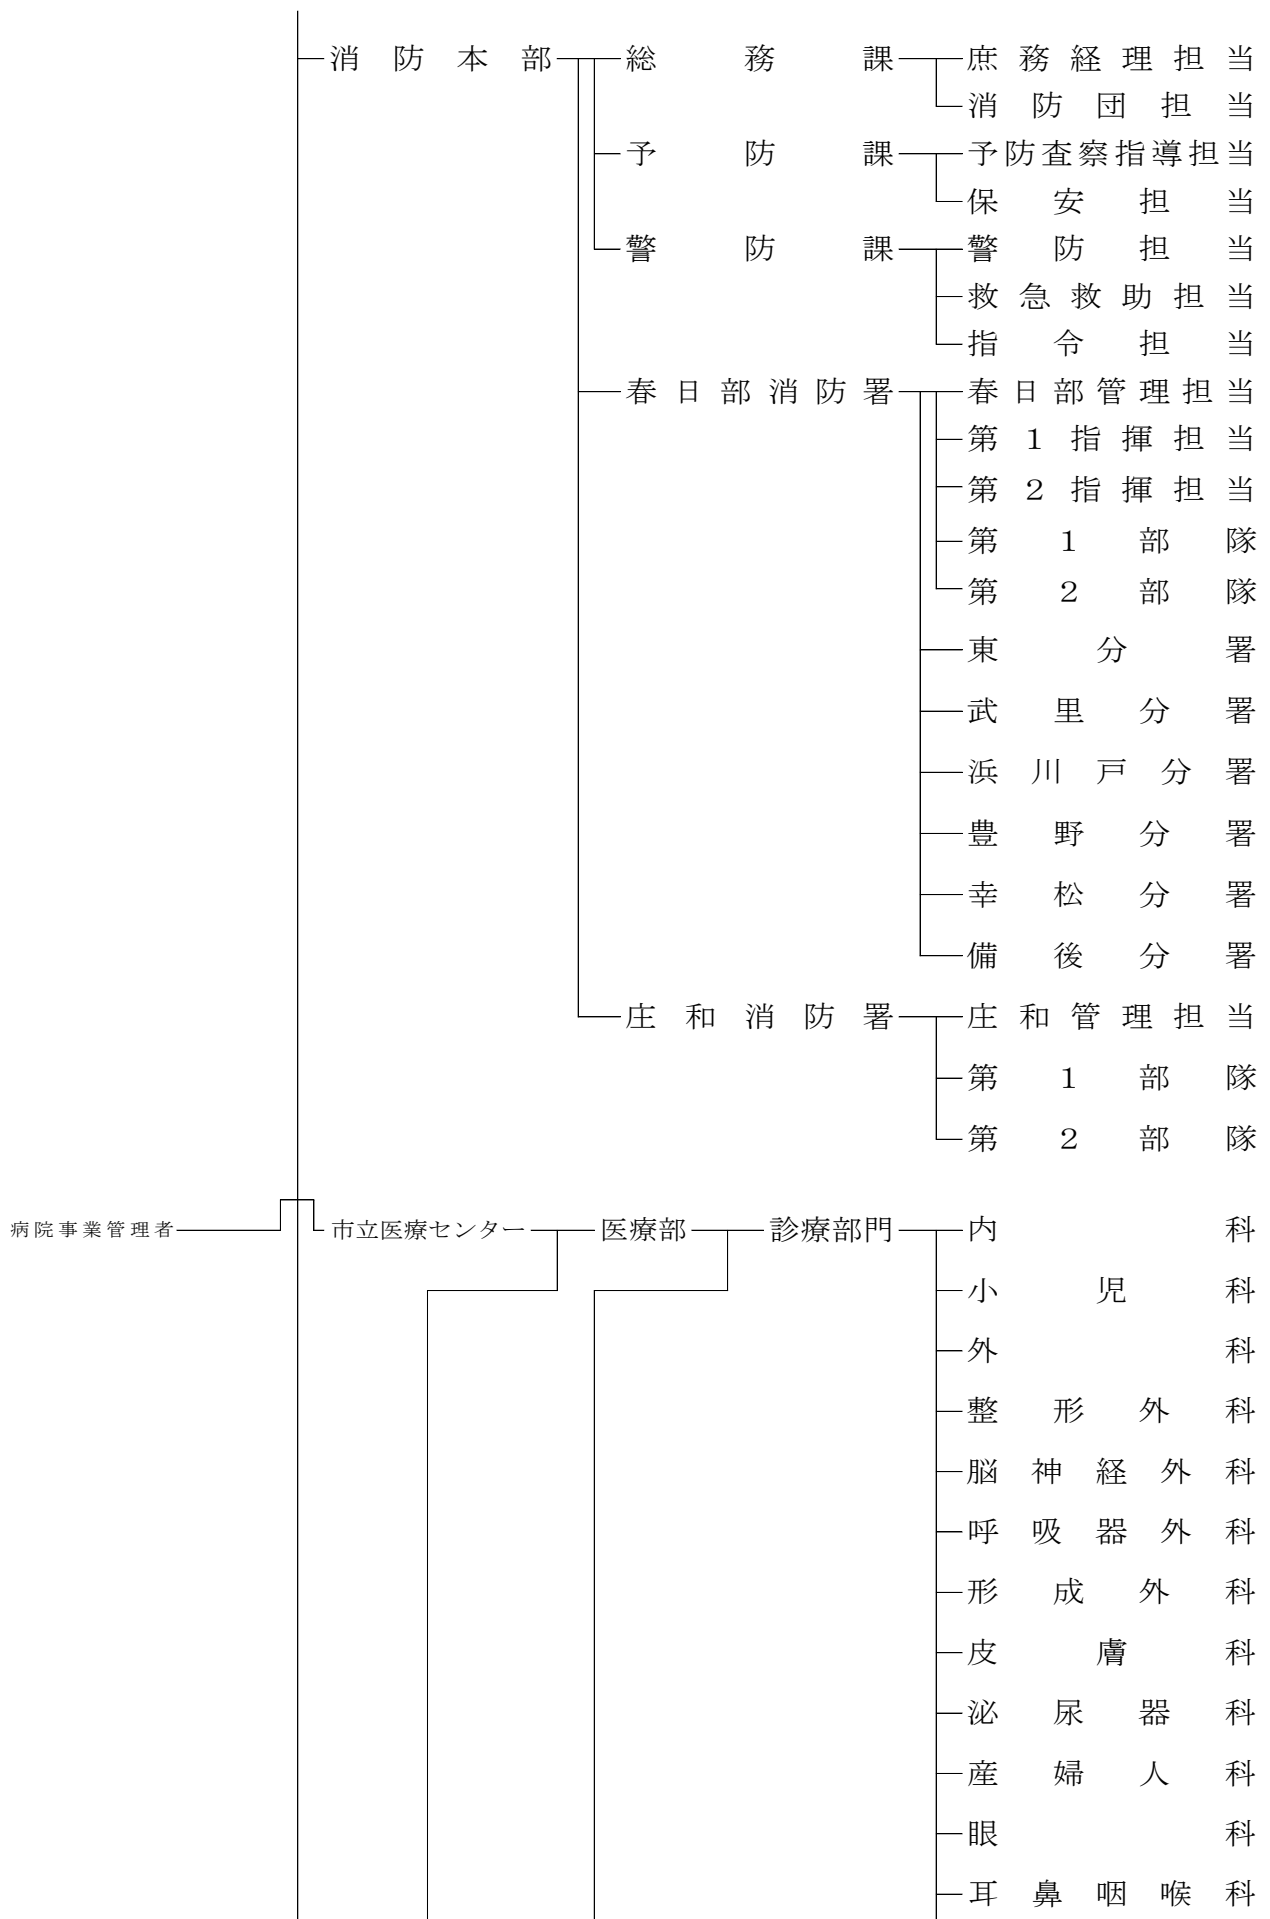 消防本部 総務課 庶務経理担当
消防団担当
予防課 予防査察指導担当
保安担当
警防課 警防担当
救急救助担当
指令担当
春日部消防署 春日部管理担当
第1指揮担当
第2指揮担当
第1部隊
第2部隊
東分署
武里分署
浜川戸分署
豊野分署
幸松分署
備後分署
庄和消防署 庄和管理担当
第1部隊
第2部隊
病院事業管理者 市立医療センター 医療部 診療部門 内科
小児科
外科
整形外科
脳神経外科
呼吸器外科
形成外科
皮膚科
泌尿器科
産婦人科
眼科
耳鼻咽喉科